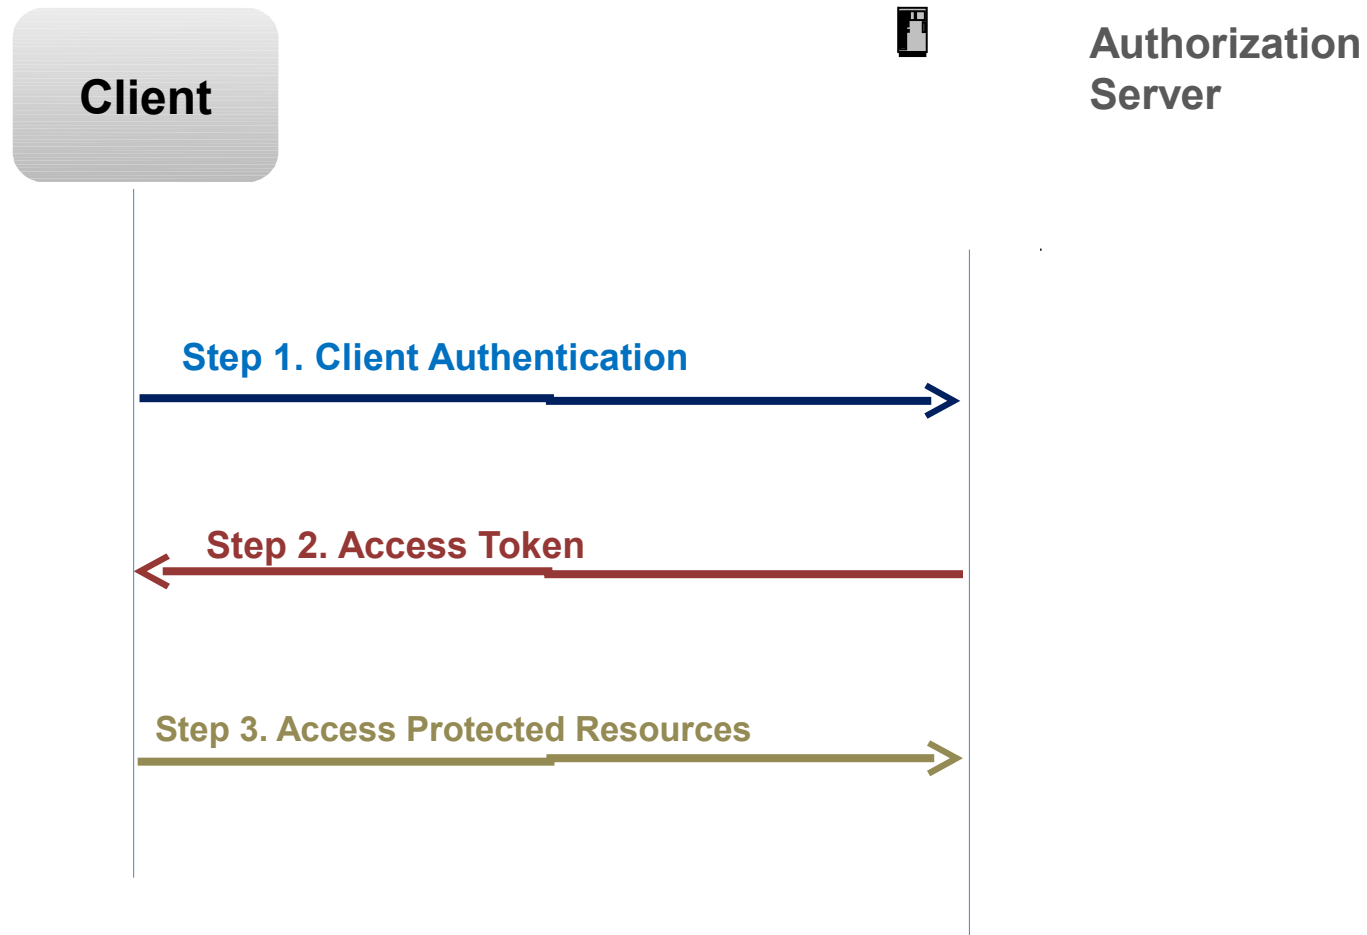 Client
Authorization
Server
Step 1. Client Authentication
Step 2. Access Token
Step 3. Access Protected Resources